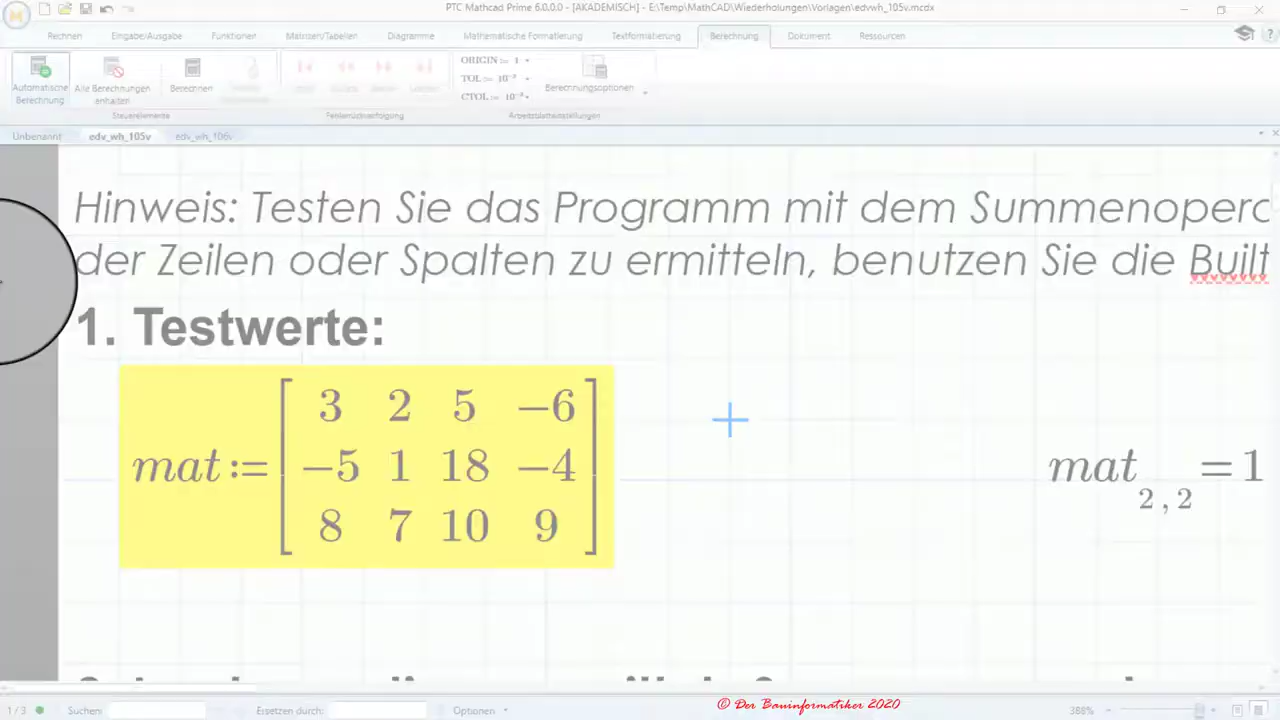 PTC Mathcad Prime 6.0.0.0 - [AKADEMISCH] - E:\Temp\MathCAD\Wiederholungen\Vorlagen\edvwh_105v.mcdx
Rechnen Eingabe/Ausgabe Funktionen Matrizen/Tabellen Diagramme Mathematische Formatierung Textformatierung Berechnung Dokument Ressourcen
Automatische Berechnung
Alle Berechnungen anhalten
Berechnen
ORIGIN := 1
TOL := 10⁻³
CTOL := 10⁻³
Berechnungsoptionen
Steuerelemente Fehlerrückverfolgung Arbeitsblatteinstellungen
Unbenannt edv_wh_105v edv_wh_106v
Hinweis: Testen Sie das Programm mit dem
der Zeilen oder Spalten zu ermitteln, benutzen Sie die Built
1. Testwerte:
mat := [3 2 5 −6
−5 1 18 −4
8 7 10 9]
mat 2 , 2 = 1
1 / 3 Suchen: Ersetzen durch: Optionen © Der Bauinformatiker 2020 388%